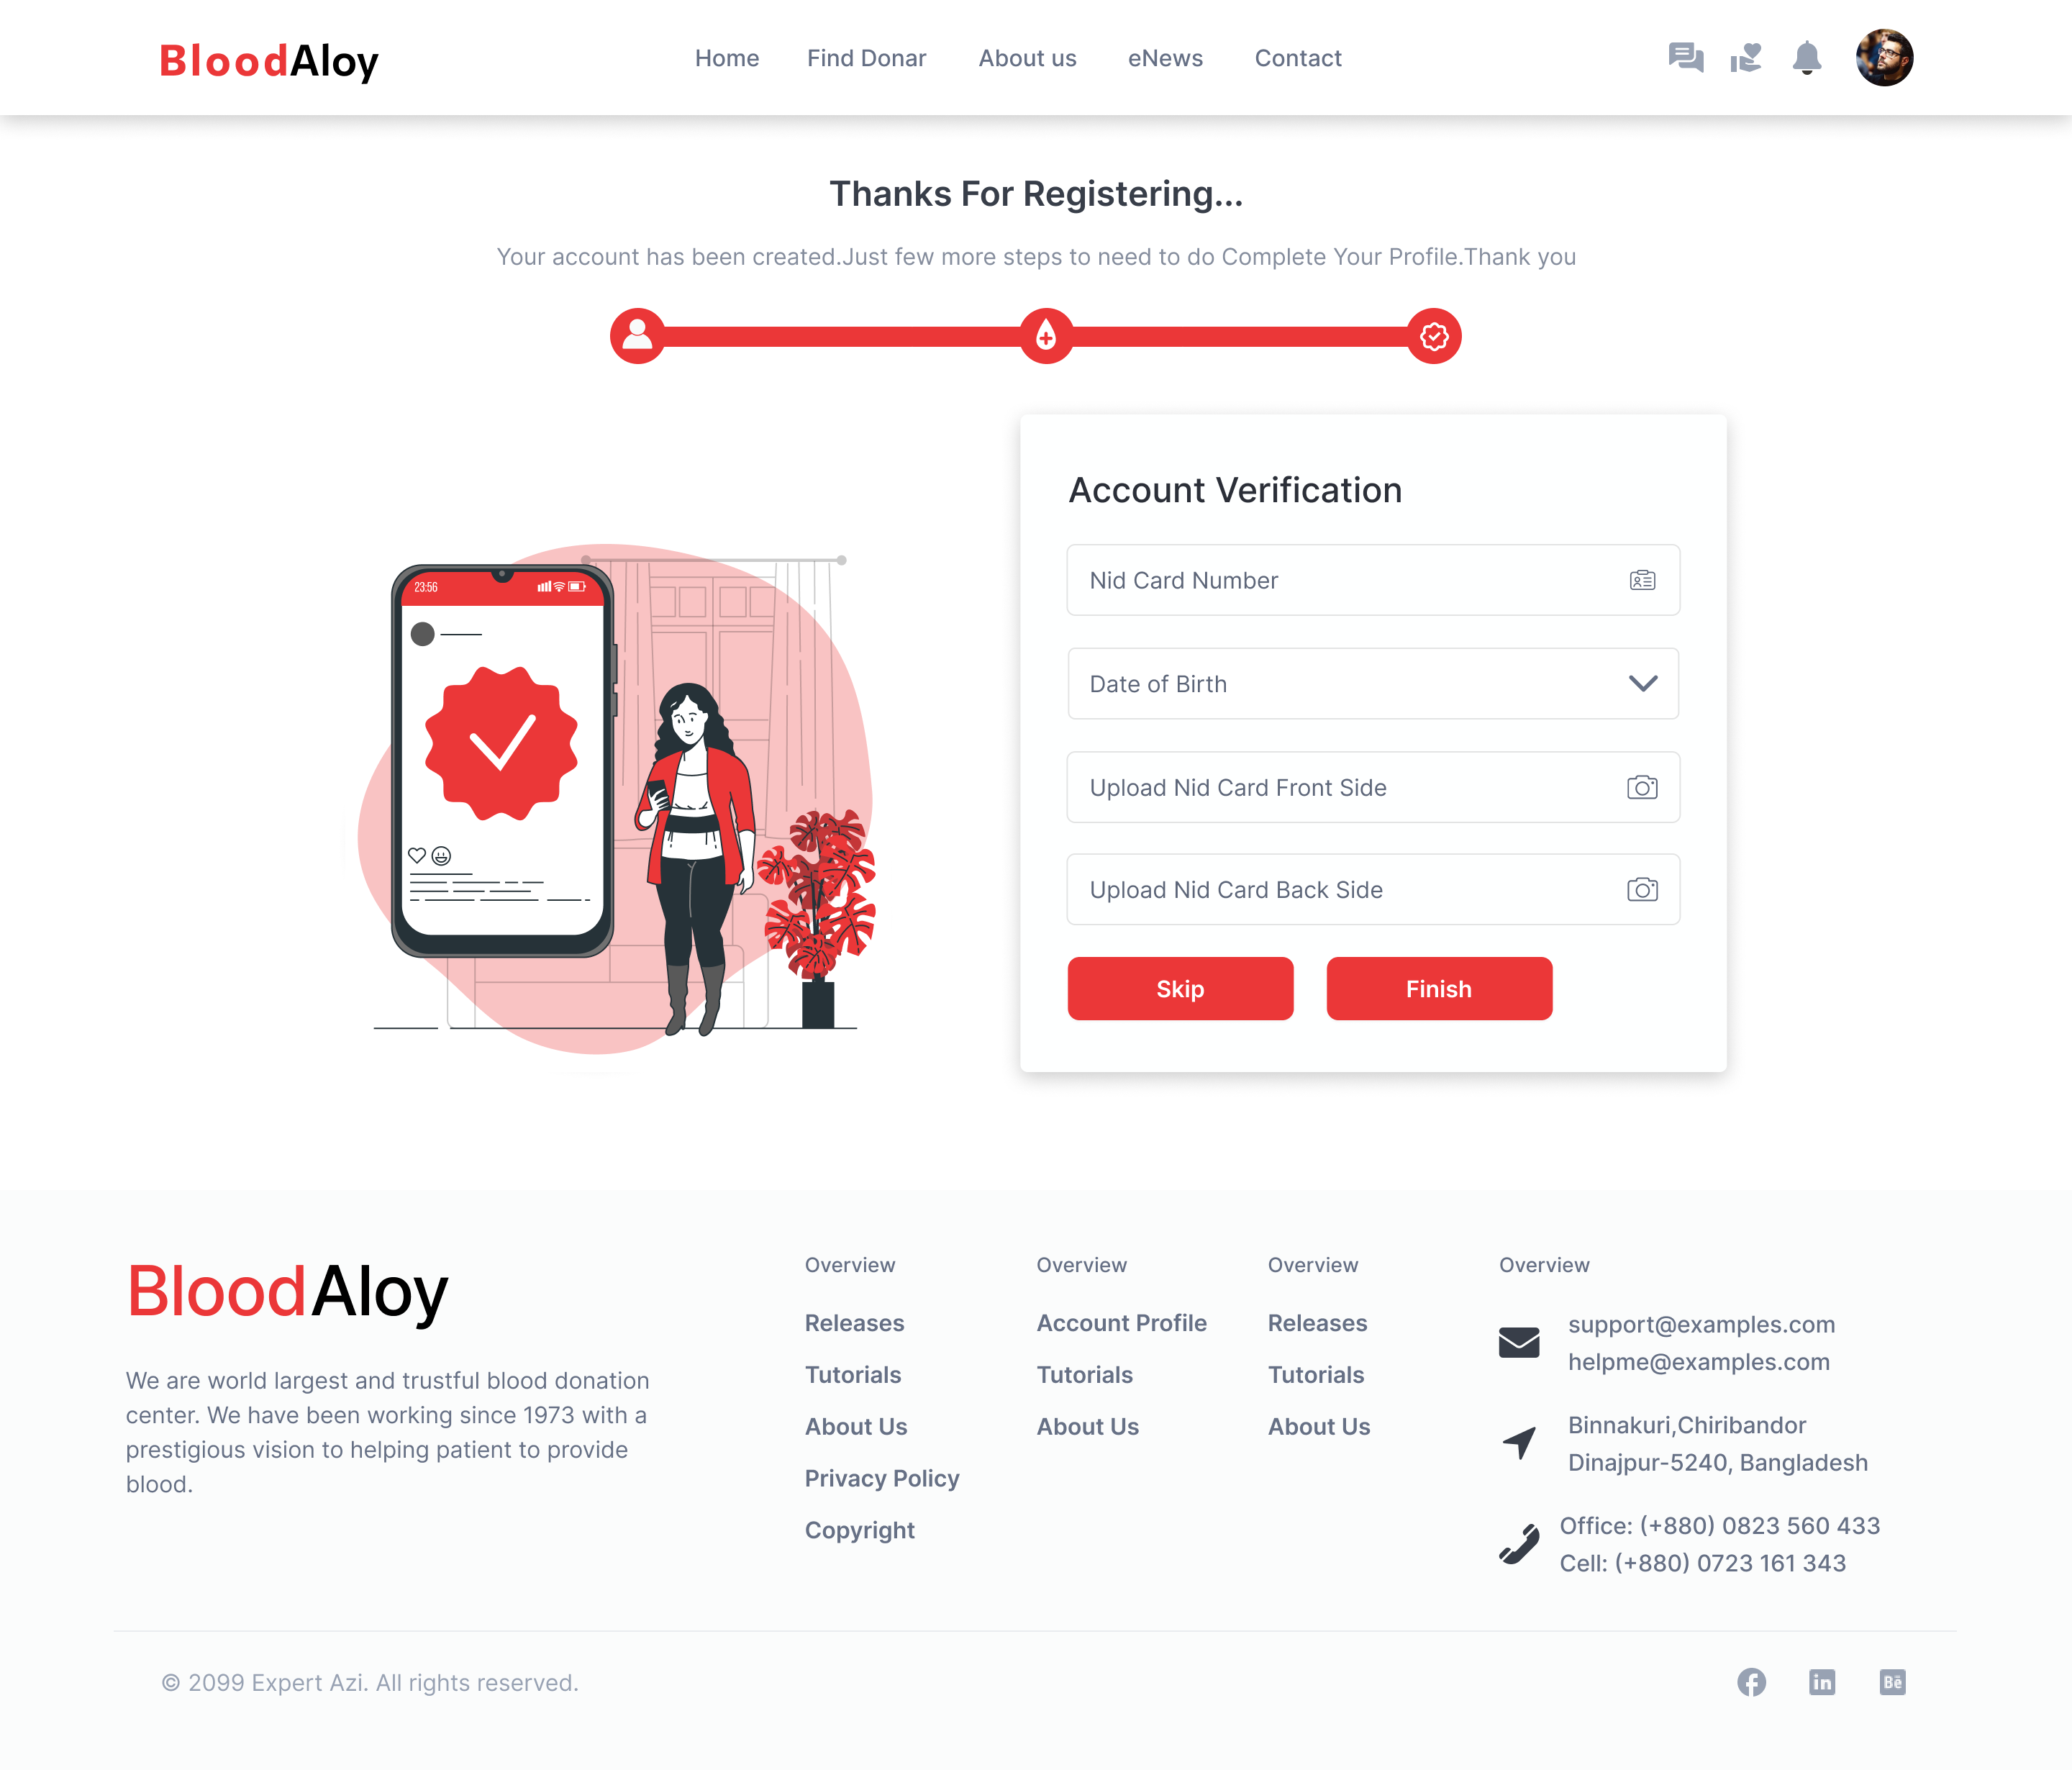 BloodAloy
Home Find Donar About us eNews Contact
Thanks For Registering...
Your account has been created.Just few more steps to need to do Complete Your Profile.Thank you
23:56
Account Verification
Nid Card Number
Date of Birth
Upload Nid Card Front Side
Upload Nid Card Back Side
Skip Finish
BloodAloy
We are world largest and trustful blood donation
center. We have been working since 1973 with a
prestigious vision to helping patient to provide
blood.
Overview
Releases
Tutorials
About Us
Privacy Policy
Copyright
Overview
Account Profile
Tutorials
About Us
Overview
Releases
Tutorials
About Us
Overview
support@examples.com
helpme@examples.com
Binnakuri,Chiribandor
Dinajpur-5240, Bangladesh
Office: (+880) 0823 560 433
Cell: (+880) 0723 161 343
© 2099 Expert Azi. All rights reserved.